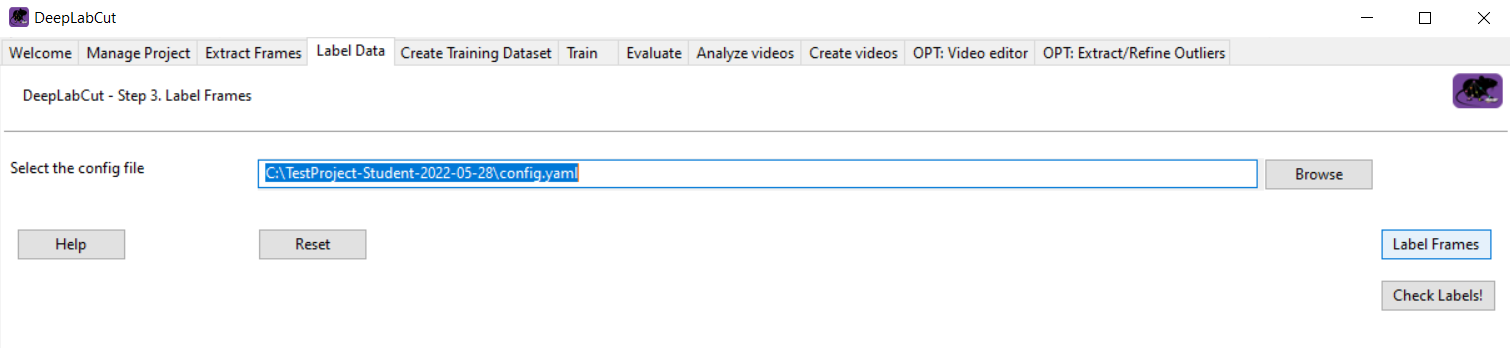 DeepLabCut
Welcome Manage Project Extract Frames Label Data Create Training Dataset Train Evaluate Analyze videos Create videos OPT: Video editor OPT: Extract/Refine Outliers
DeepLabCut - Step 3. Label Frames
Select the config file C:\TestProject-Student-2022-05-28\config.yaml Browse
Help Reset Label Frames
Check Labels!